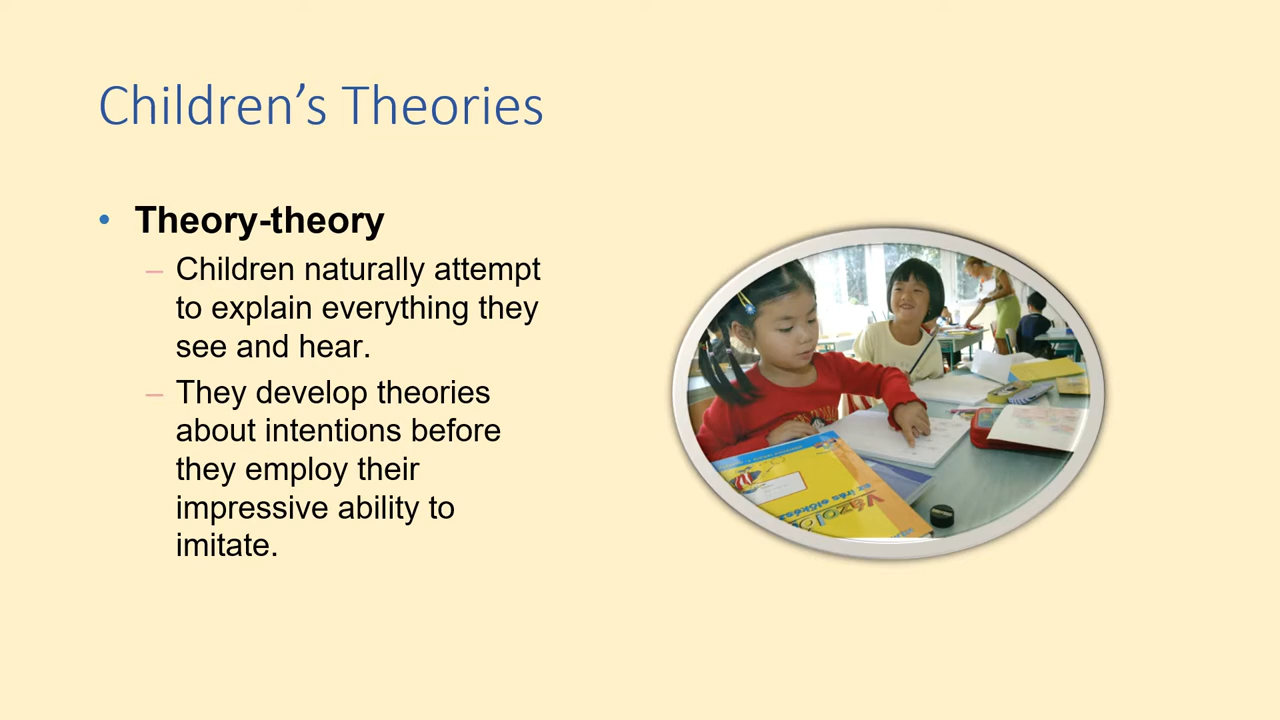 Children’s Theories
• Theory-theory
– Children naturally attempt
to explain everything they
see and hear.
– They develop theories
about intentions before
they employ their
impressive ability to
imitate.